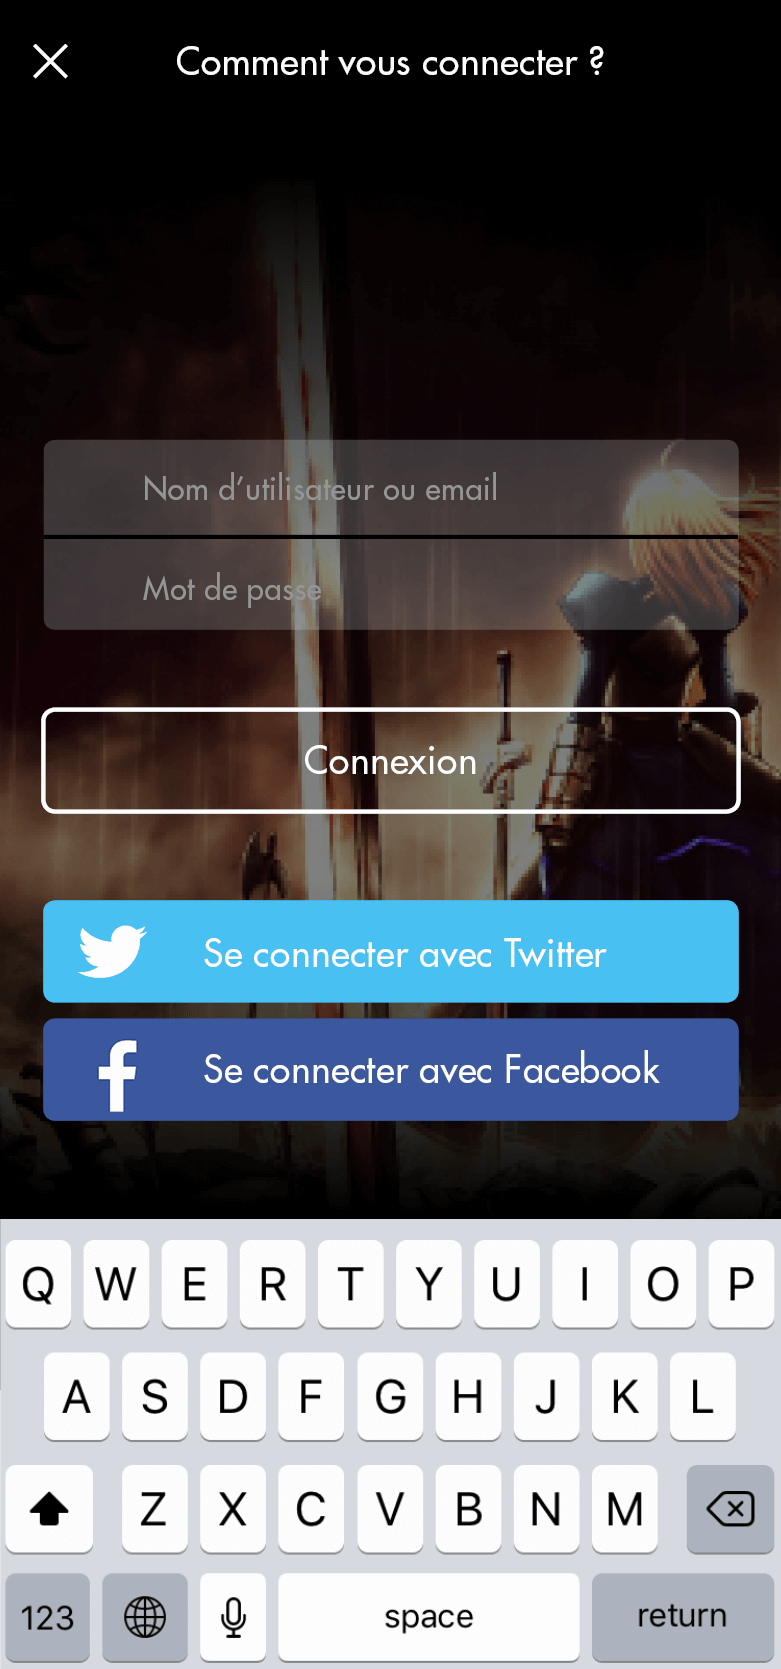 Comment vous connecter ?
Nom d’utilisateur ou email
Mot de passe
Connexion
Se connecter avec Twitter
Se connecter avec Facebook
Q W E R T Y U I O P
A S D F G H J K L
Z X C V B N M
123 space return